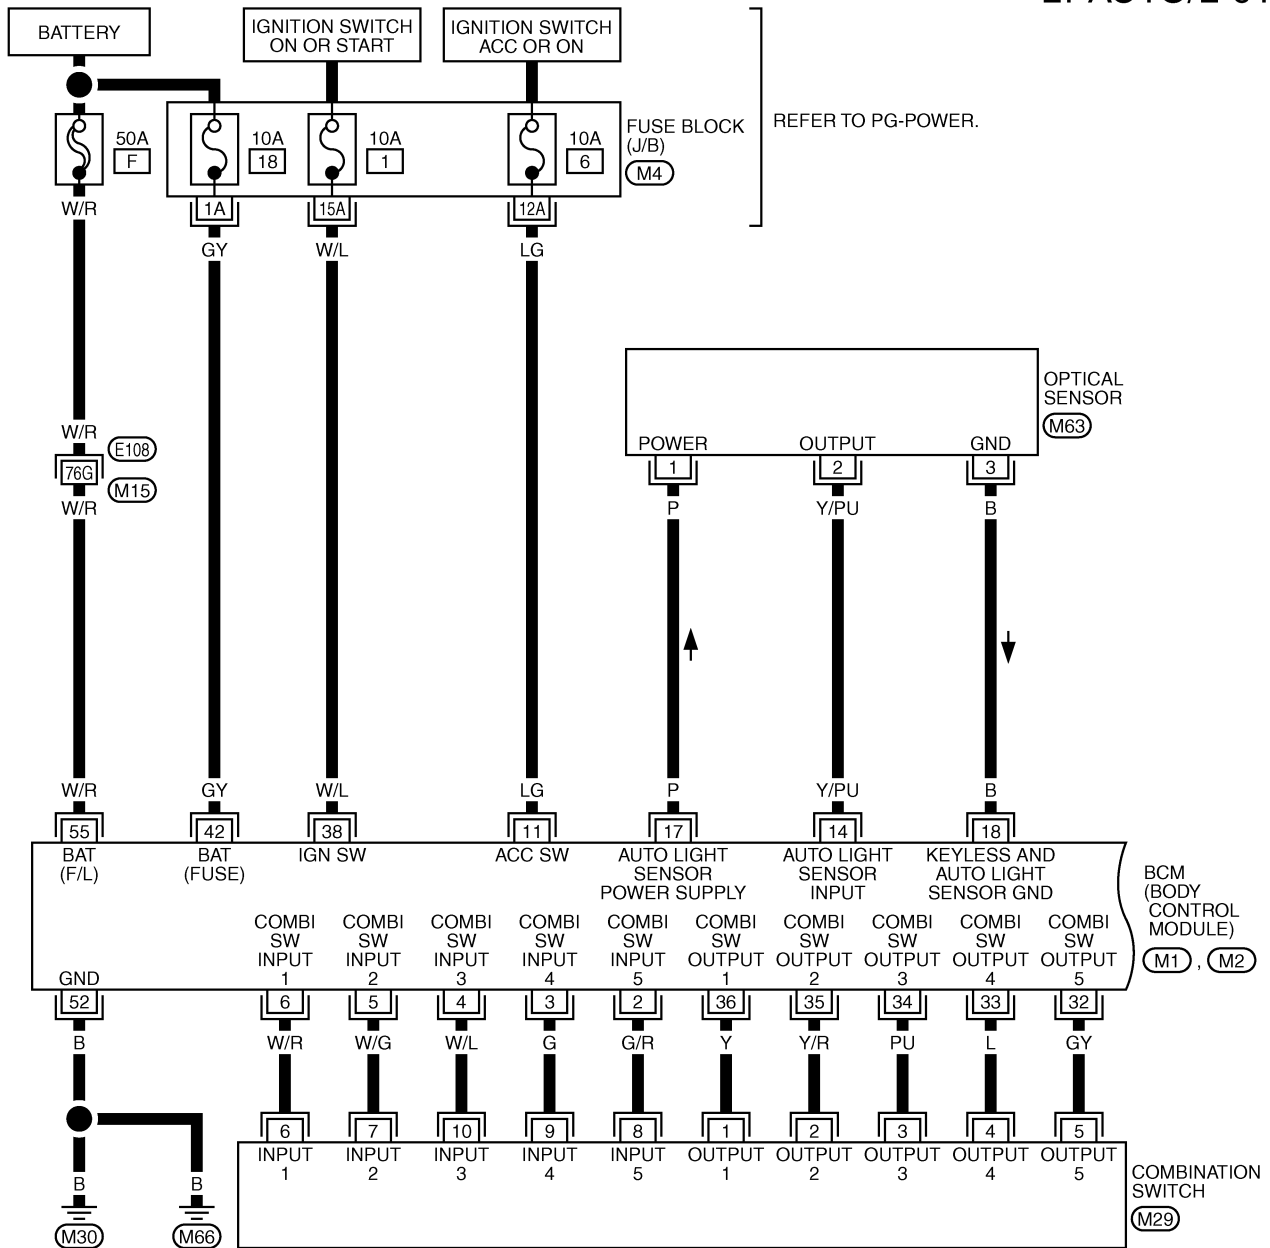 BATTERY
IGNITION SWITCH
ON OR START
IGNITION SWITCH
ACC OR ON
50A
F
10A
18
10A
1
10A
6
FUSE BLOCK
(J/B)
M4
REFER TO PG-POWER.
1A
15A
12A
W/R
GY
W/L
LG
OPTICAL
SENSOR
M63
POWER
OUTPUT
GND
1
2
3
W/R
E108
76G
M15
W/R
P
Y/PU
B
W/R
GY
W/L
LG
P
Y/PU
B
55
42
38
11
17
14
18
BAT
(F/L)
BAT
(FUSE)
IGN SW
ACC SW
AUTO LIGHT
SENSOR
POWER SUPPLY
AUTO LIGHT
SENSOR
INPUT
KEYLESS AND
AUTO LIGHT
SENSOR GND
BCM
(BODY
CONTROL
MODULE)
M1 , M2
COMBI
SW
INPUT
1
COMBI
SW
INPUT
2
COMBI
SW
INPUT
3
COMBI
SW
INPUT
4
COMBI
SW
INPUT
5
COMBI
SW
OUTPUT
1
COMBI
SW
OUTPUT
2
COMBI
SW
OUTPUT
3
COMBI
SW
OUTPUT
4
COMBI
SW
OUTPUT
5
GND
52
6
5
4
3
2
36
35
34
33
32
B
W/R
W/G
W/L
G
G/R
Y
Y/R
PU
L
GY
6
7
10
9
8
1
2
3
4
5
INPUT
1
INPUT
2
INPUT
3
INPUT
4
INPUT
5
OUTPUT
1
OUTPUT
2
OUTPUT
3
OUTPUT
4
OUTPUT
5
COMBINATION
SWITCH
M29
B
B
M30
M66